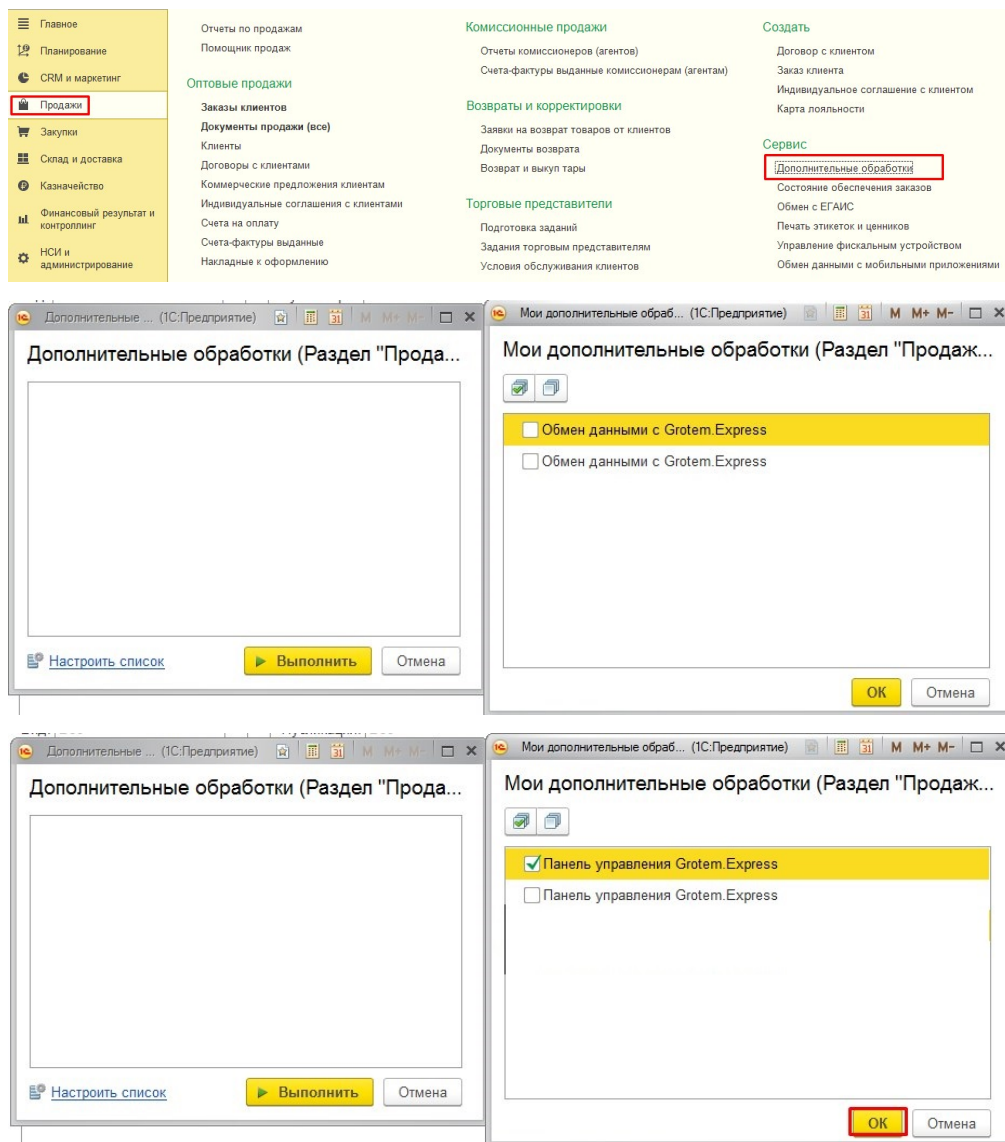 Главное
Планирование
CRM и маркетинг
Продажи
Закупки
Склад и доставка
Казначейство
Финансовый результат и
контроллинг
НСИ и
администрирование
Отчеты по продажам
Помощник продаж
Оптовые продажи
Заказы клиентов
Документы продажи (все)
Клиенты
Договоры с клиентами
Коммерческие предложения клиентам
Индивидуальные соглашения с клиентами
Счета на оплату
Счета-фактуры выданные
Накладные к оформлению
Комиссионные продажи
Отчеты комиссионеров (агентов)
Счета-фактуры выданные комиссионерам (агентам)
Возвраты и корректировки
Заявки на возврат товаров от клиентов
Документы возврата
Возврат и выкуп тары
Торговые представители
Подготовка заданий
Задания торговым представителям
Условия обслуживания клиентов
Создать
Договор с клиентом
Заказ клиента
Индивидуальное соглашение с клиентом
Карта лояльности
Сервис
Дополнительные обработки
Состояние обеспечения заказов
Обмен с ЕГАИС
Печать этикеток и ценников
Управление фискальным устройством
Обмен данными с мобильными приложениями
Дополнительные ... (1С:Предприятие) 31 M M+ M-
Дополнительные обработки (Раздел "Прода...
Настроить список
Выполнить
Отмена
Мои дополнительные обраб... (1С:Предприятие) 31 M M+ M-
Мои дополнительные обработки (Раздел "Продаж...
Обмен данными с Grotem.Express
Обмен данными с Grotem.Express
ОК
Отмена
Дополнительные ... (1С:Предприятие) 31 M M+ M-
Дополнительные обработки (Раздел "Прода...
Настроить список
Выполнить
Отмена
Мои дополнительные обраб... (1С:Предприятие) 31 M M+ M-
Мои дополнительные обработки (Раздел "Продаж...
Панель управления Grotem.Express
Панель управления Grotem.Express
ОК
Отмена